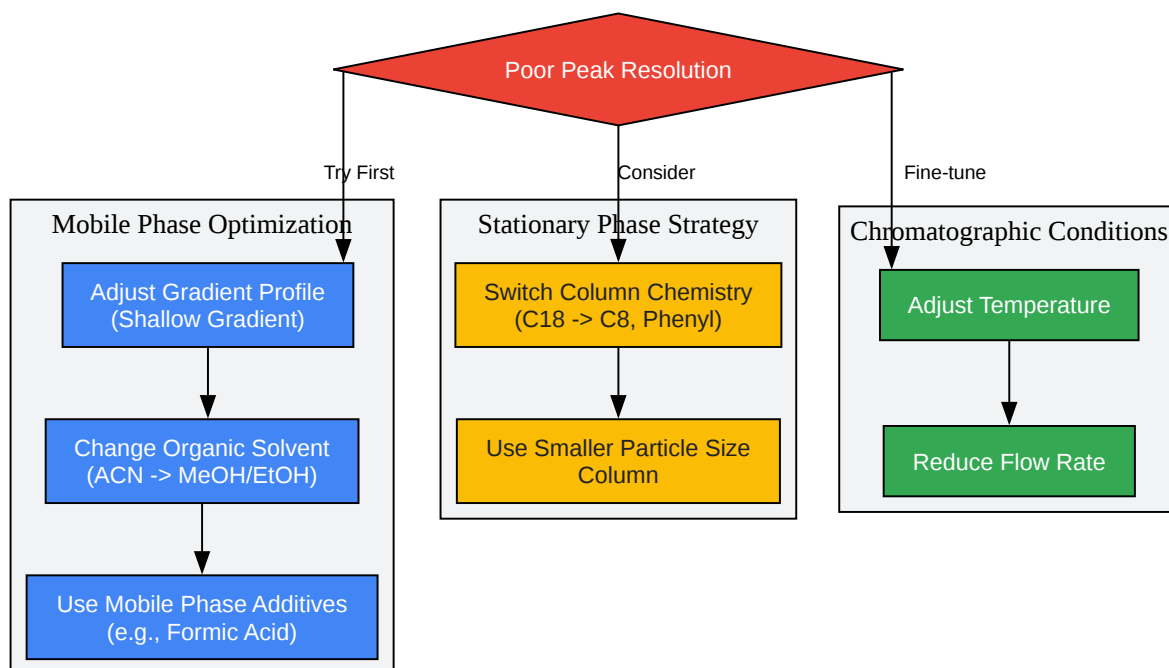 Poor Peak Resolution
Try First
Consider
Fine-tune
Mobile Phase Optimization
Adjust Gradient Profile
(Shallow Gradient)
Change Organic Solvent
(ACN -> MeOH/EtOH)
Use Mobile Phase Additives
(e.g., Formic Acid)
Stationary Phase Strategy
Switch Column Chemistry
(C18 -> C8, Phenyl)
Use Smaller Particle Size
Column
Chromatographic Conditions
Adjust Temperature
Reduce Flow Rate